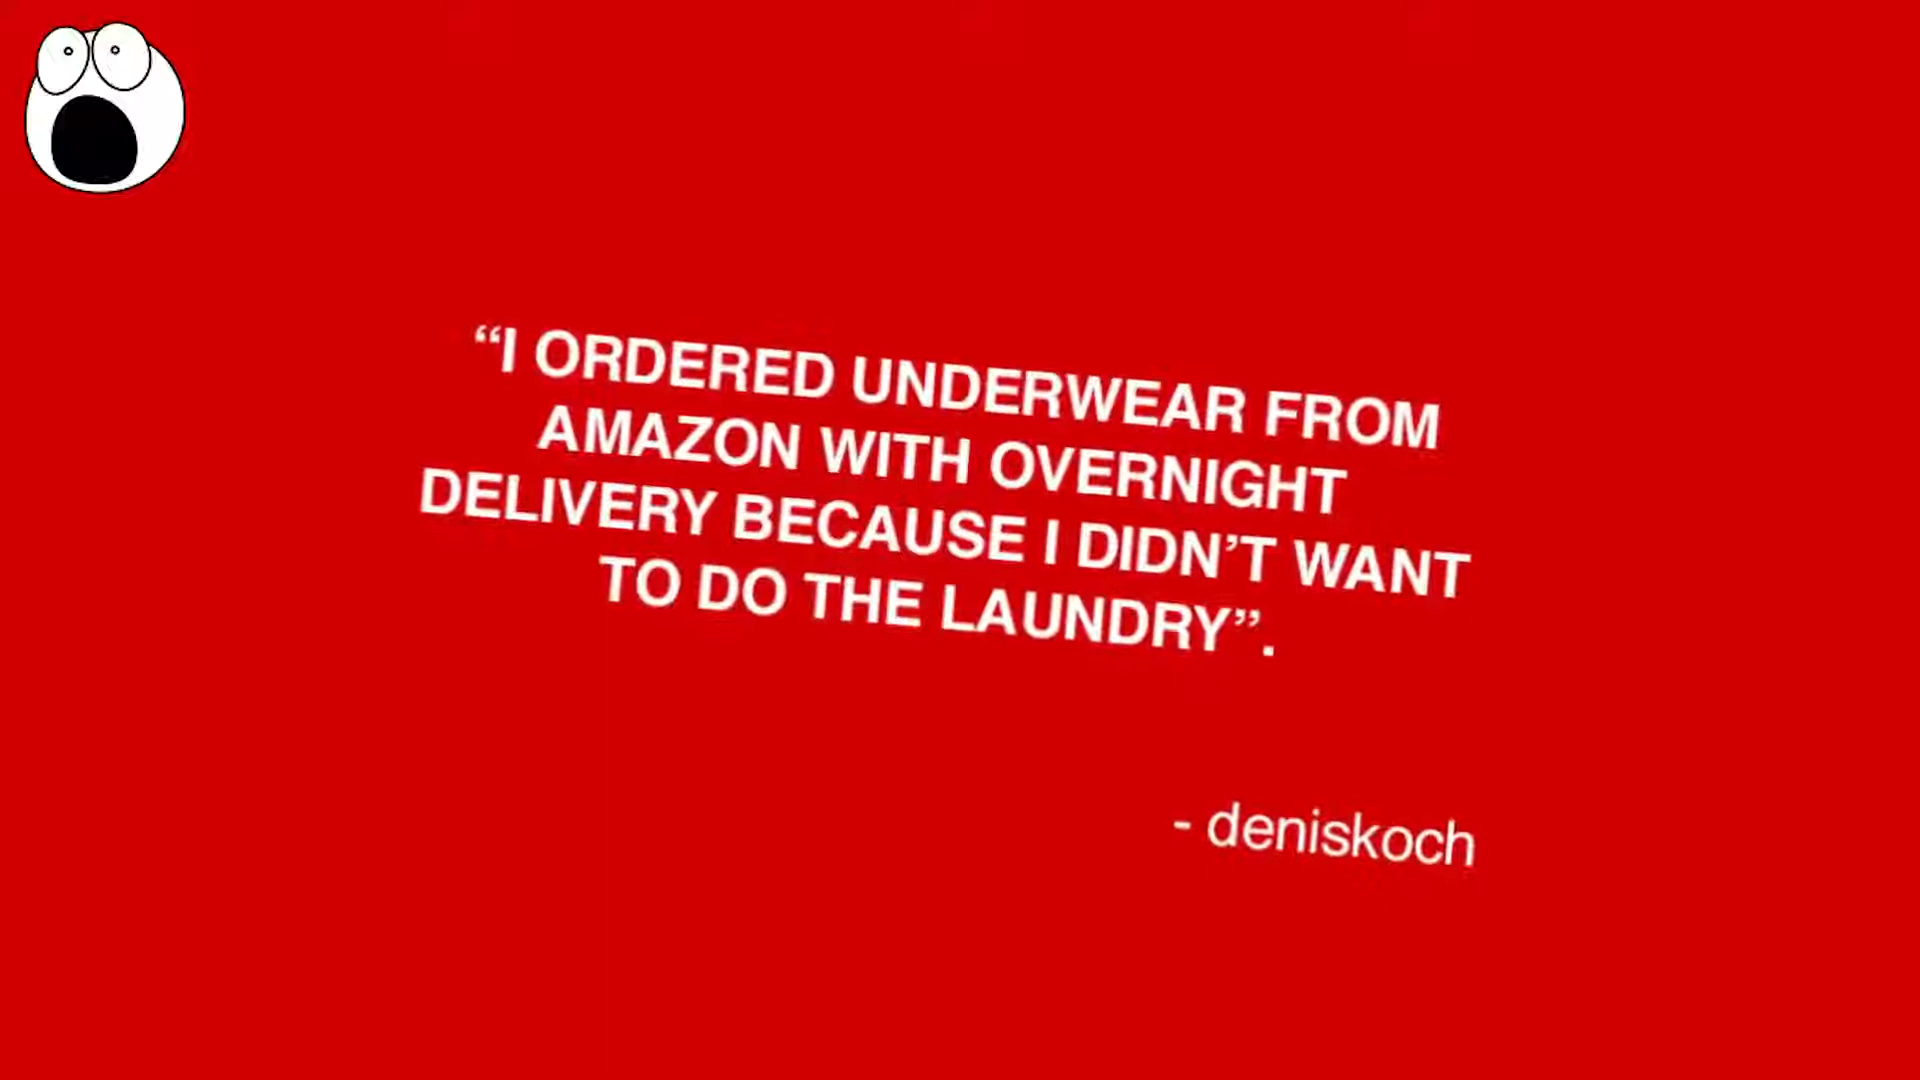 “I ORDERED UNDERWEAR FROM
AMAZON WITH OVERNIGHT
DELIVERY BECAUSE I DIDN’T WANT
TO DO THE LAUNDRY”.
- deniskoch